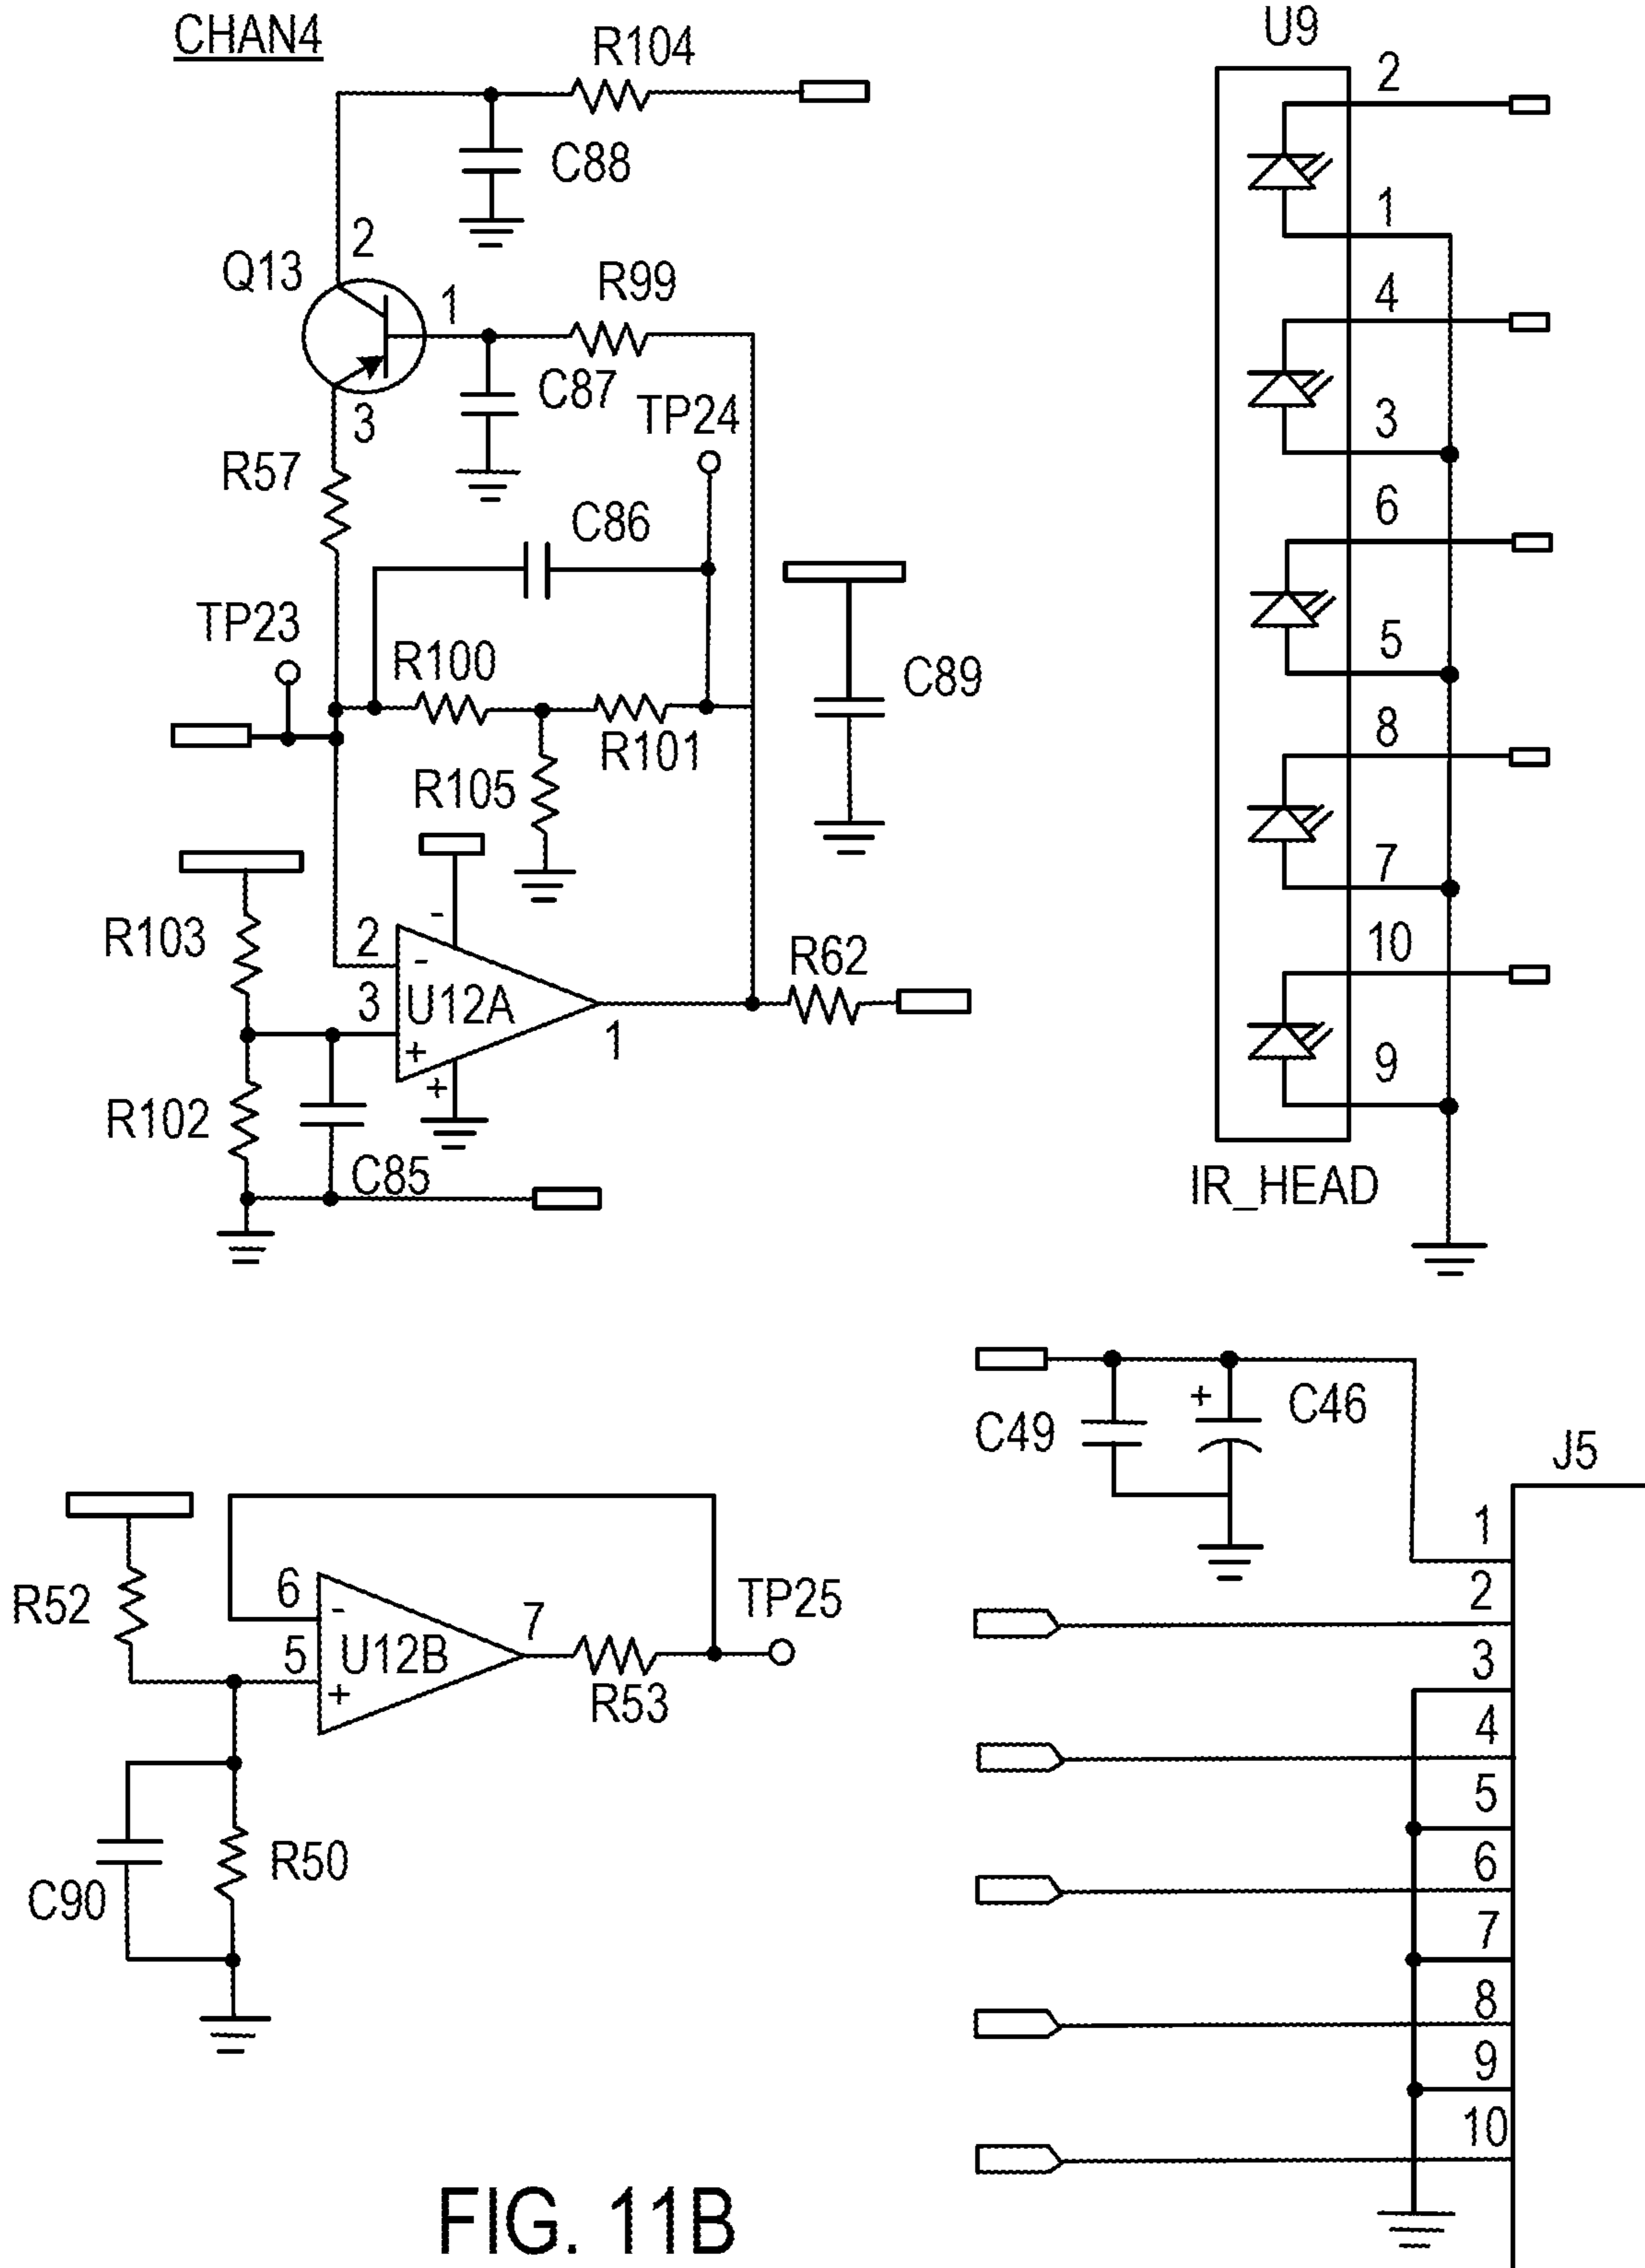 CHAN4
R104
C88
2
Q13
1
R99
C87
TP24
3
R57
C86
TP23
R100
C89
R101
R105
R103
-
2
-
3
U12A
+
+
1
R62
R102
C85
U9
2
1
4
3
6
5
8
7
10
9
IR_HEAD
R52
6
-
5
U12B
+
7
TP25
R53
C90
R50
C49
+
C46
J5
1
2
3
4
5
6
7
8
9
10
FIG. 11B